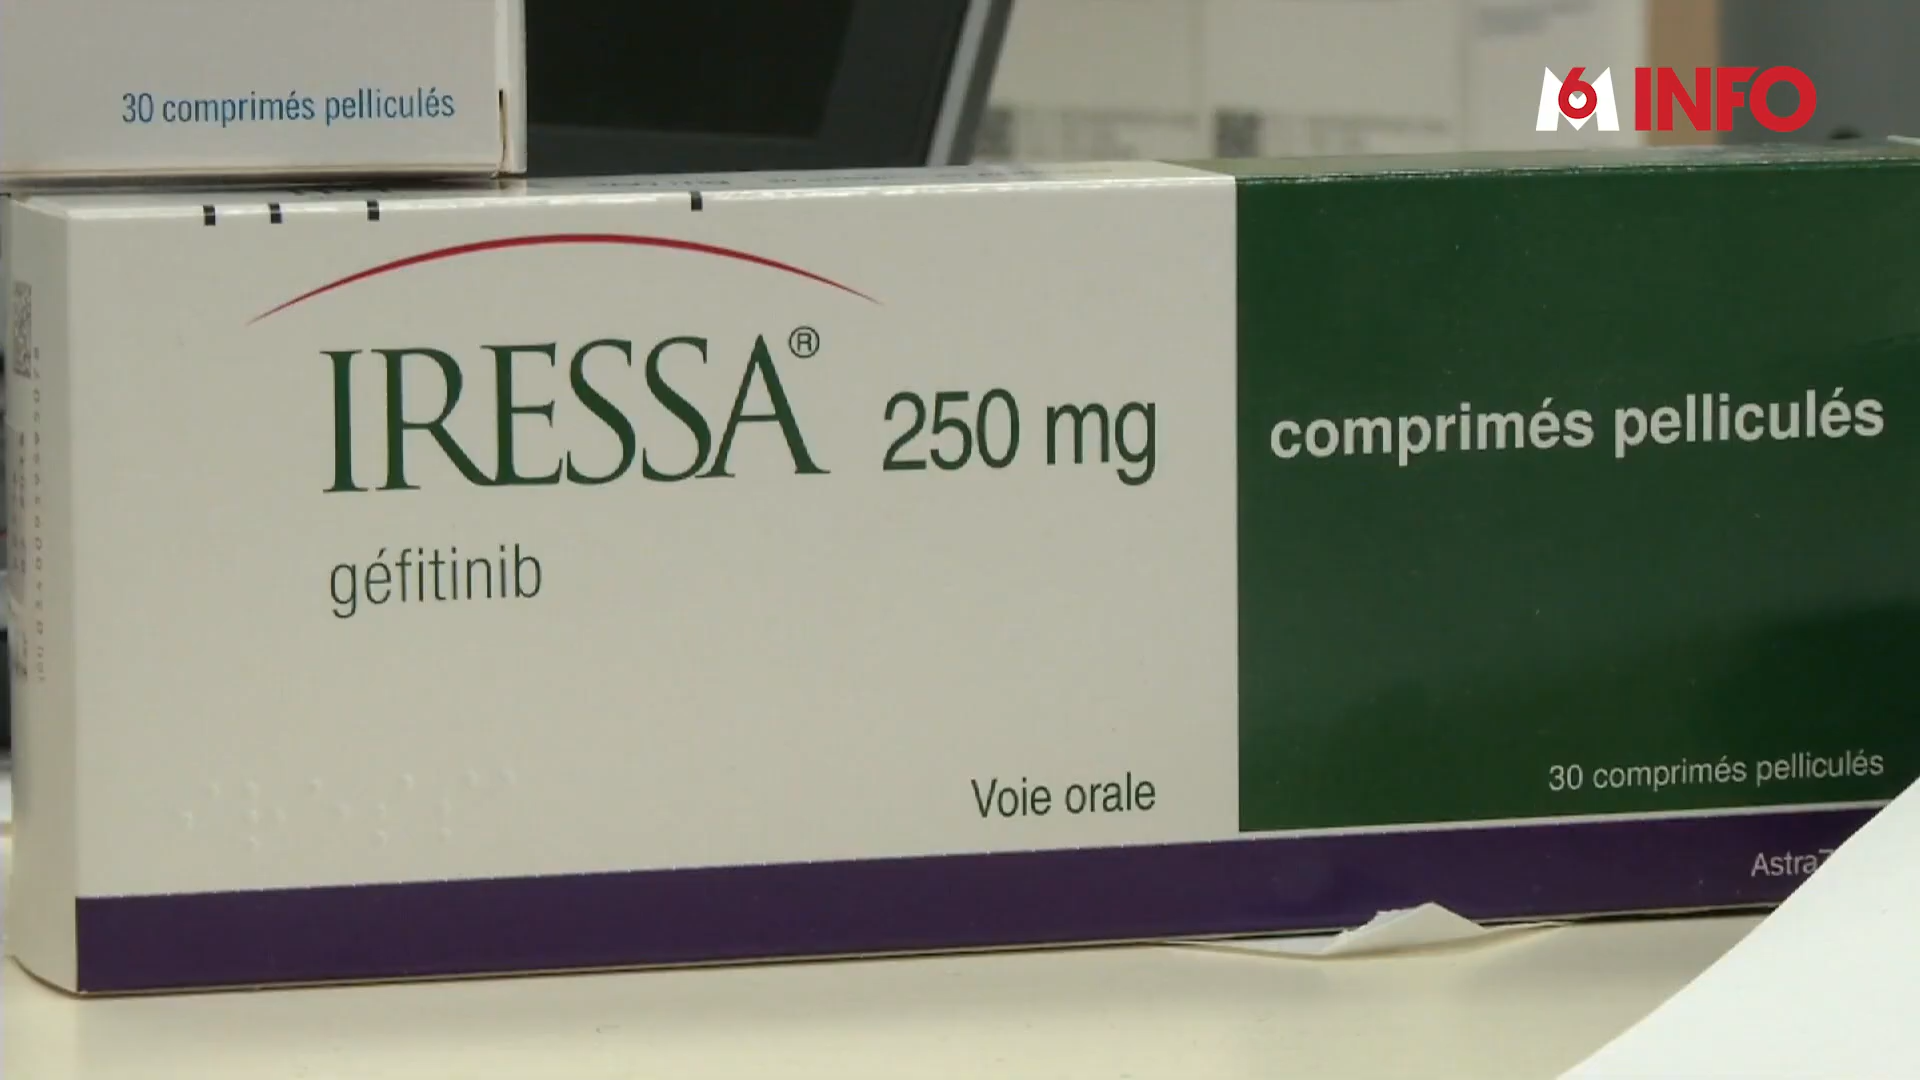 30 comprimés pelliculés
M6 INFO
IRESSA® 250 mg
comprimés pelliculés
géfitinib
Voie orale
30 comprimés pelliculés